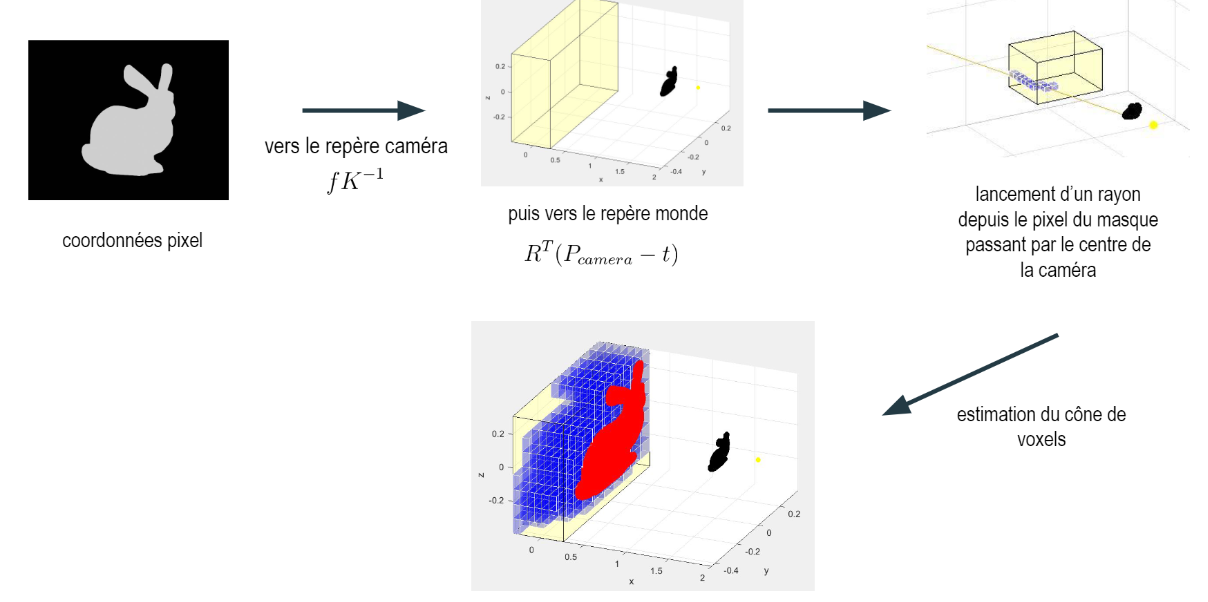 coordonnées pixel
vers le repère caméra
fK⁻¹
0.2
0
-0.2
z
0
0.5
1
1.5
2
x
-0.4
-0.2
0
0.2
y
puis vers le repère monde
Rᵀ(P_camera − t)
lancement d'un rayon
depuis le pixel du masque
passant par le centre de
la caméra
estimation du cône de
voxels
0.2
0
-0.2
z
0
0.5
1
1.5
2
x
-0.4
-0.2
0
0.2
y